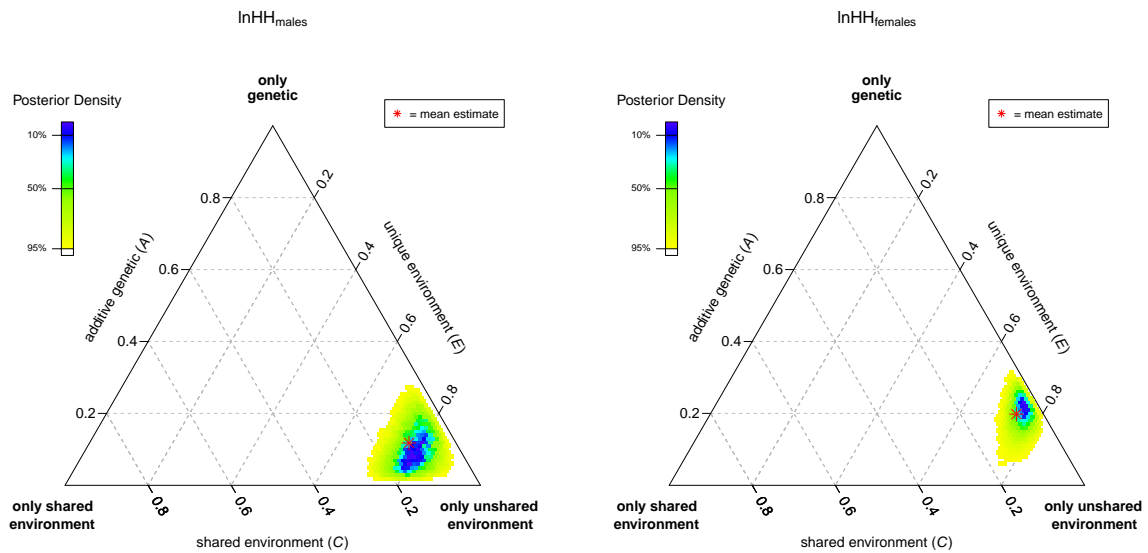 lnHHmales
only
genetic
Posterior Density
10%
50%
95%
* = mean estimate
0.8
0.6
0.4
0.2
additive genetic (A)
0.2
0.4
0.6
0.8
unique environment (E)
0.8
0.6
0.4
0.2
only shared
environment
only unshared
environment
shared environment (C)
lnHHfemales
only
genetic
Posterior Density
10%
50%
95%
* = mean estimate
0.8
0.6
0.4
0.2
additive genetic (A)
0.2
0.4
0.6
0.8
unique environment (E)
0.8
0.6
0.4
0.2
only shared
environment
only unshared
environment
shared environment (C)